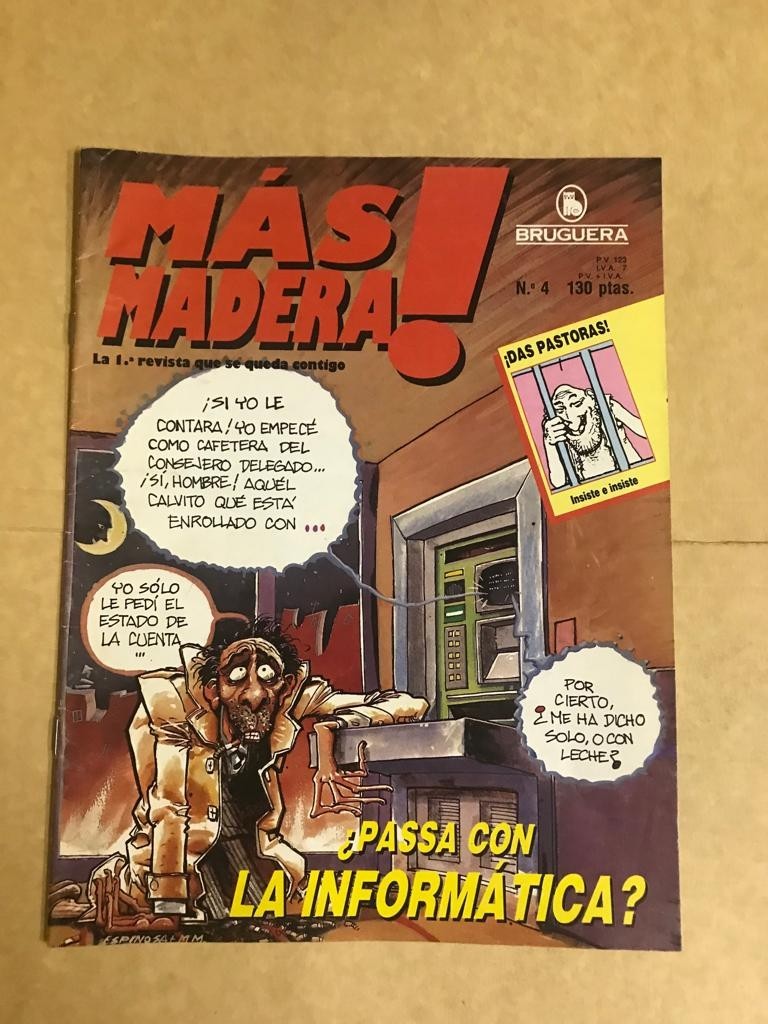 MÁS
MADERA!
La 1.ª revista que se queda contigo
BRUGUERA
P.V. 123
I.V.A. 7
P.V. + I.V.A.
N.º 4 130 ptas.
¡DAS PASTORAS!
Insiste e insiste
¡SI YO LE
CONTARA! YO EMPECÉ
COMO CAFETERA DEL
CONSEJERO DELEGADO...
¡SÍ, HOMBRE! AQUÉL
CALVITO QUÉ ESTÁ
ENROLLADO CON ...
YO SÓLO
LE PEDÍ EL
ESTADO DE
LA CUENTA
...
POR
CIERTO,
¿ME HA DICHO
SOLO, O CON
LECHE?
¿PASSA CON
LA INFORMÁTICA?
ESPINOSA